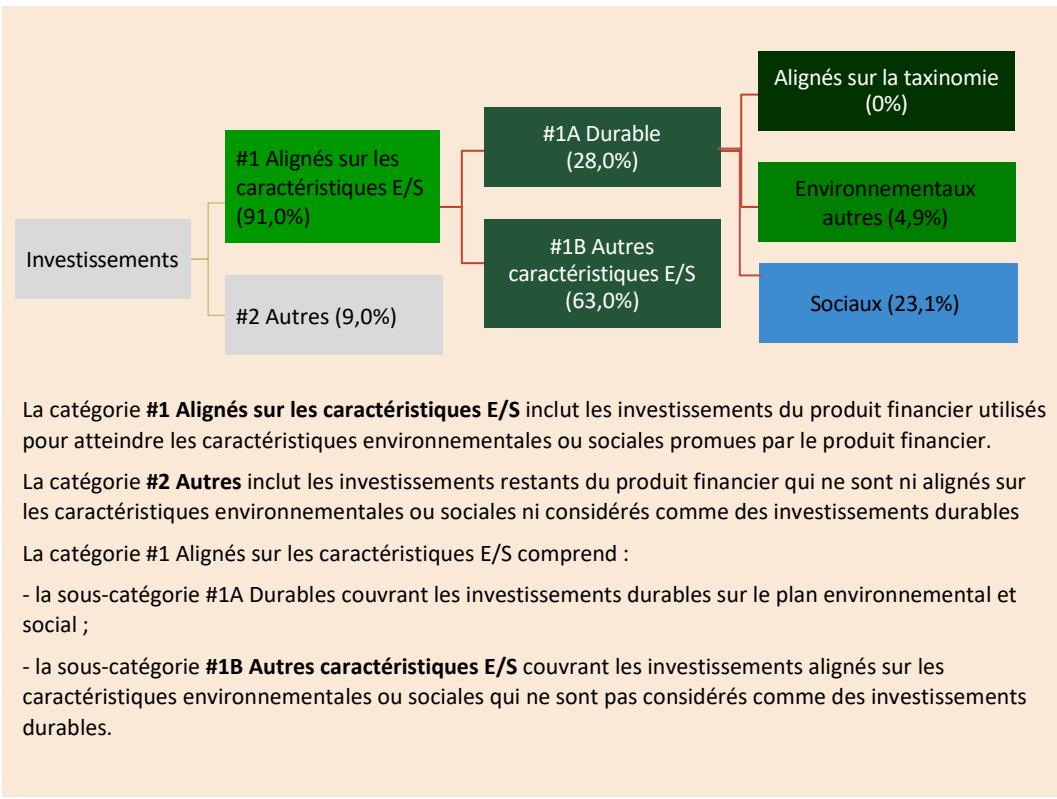 Investissements
#1 Alignés sur les
caractéristiques E/S
(91,0%)
#2 Autres (9,0%)
#1A Durable
(28,0%)
#1B Autres
caractéristiques E/S
(63,0%)
Alignés sur la taxinomie
(0%)
Environnementaux
autres (4,9%)
Sociaux (23,1%)
La catégorie #1 Alignés sur les caractéristiques E/S inclut les investissements du produit financier utilisés
pour atteindre les caractéristiques environnementales ou sociales promues par le produit financier.
La catégorie #2 Autres inclut les investissements restants du produit financier qui ne sont ni alignés sur
les caractéristiques environnementales ou sociales ni considérés comme des investissements durables
La catégorie #1 Alignés sur les caractéristiques E/S comprend :
- la sous-catégorie #1A Durables couvrant les investissements durables sur le plan environnemental et
social ;
- la sous-catégorie #1B Autres caractéristiques E/S couvrant les investissements alignés sur les
caractéristiques environnementales ou sociales qui ne sont pas considérés comme des investissements
durables.